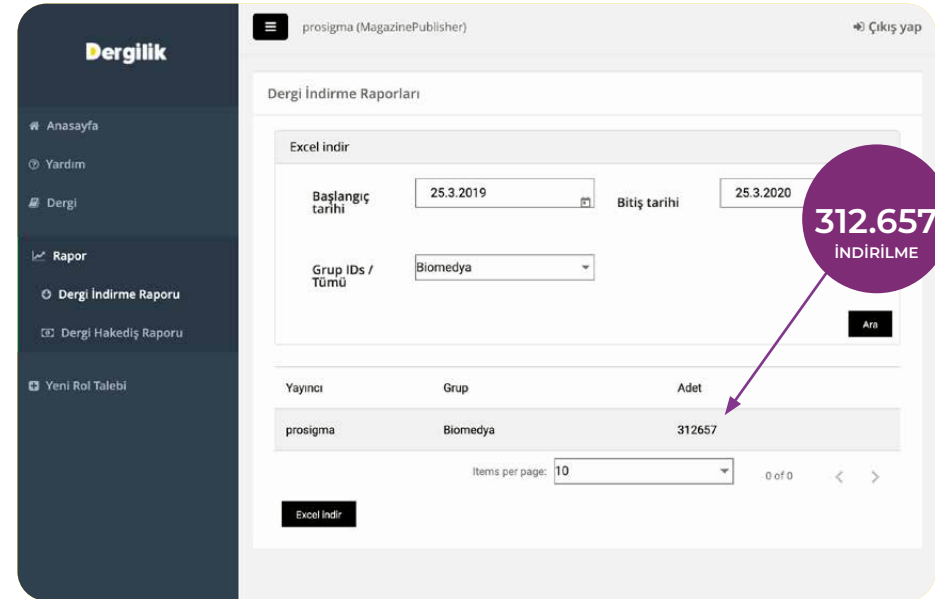 Dergilik
Anasayfa
Yardım
Dergi
Rapor
Dergi İndirme Raporu
Dergi Hakediş Raporu
Yeni Rol Talebi
prosigma (MagazinePublisher)
Çıkış yap
Dergi İndirme Raporları
Excel indir
Başlangıç
tarihi
25.3.2019
Bitiş tarihi
25.3.2020
312.657
İNDİRİLME
Grup IDs /
Tümü
Biomedya
Ara
Yayıncı Grup Adet
prosigma Biomedya 312657
Items per page: 10 0 of 0
Excel indir